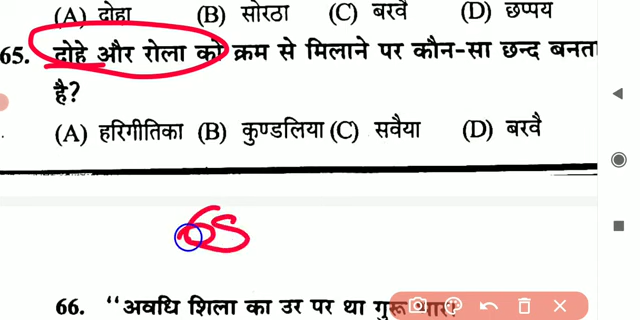 (A) दोहा (B) सोरठा (C) बरवै (D) छप्पय
65. दोहे और रोला को क्रम से मिलाने पर कौन-सा छन्द बनता
है?
(A) हरिगीतिका (B) कुण्डलिया (C) सवैया (D) बरवै
65
66. "अवधि शिला का उर पर था गुरू